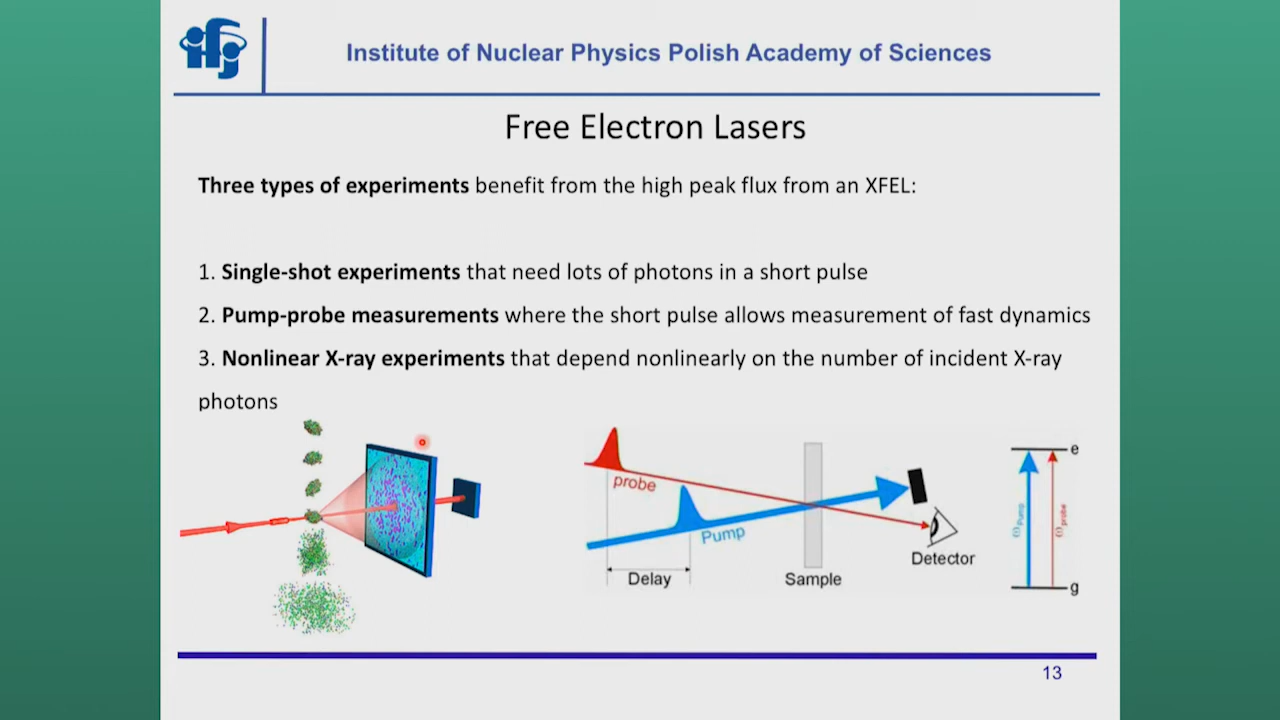 ifj
Institute of Nuclear Physics Polish Academy of Sciences
Free Electron Lasers
Three types of experiments benefit from the high peak flux from an XFEL:
1. Single-shot experiments that need lots of photons in a short pulse
2. Pump-probe measurements where the short pulse allows measurement of fast dynamics
3. Nonlinear X-ray experiments that depend nonlinearly on the number of incident X-ray
photons
probe
Pump
Delay
Sample
Detector
e
ωPump
ωprobe
g
13